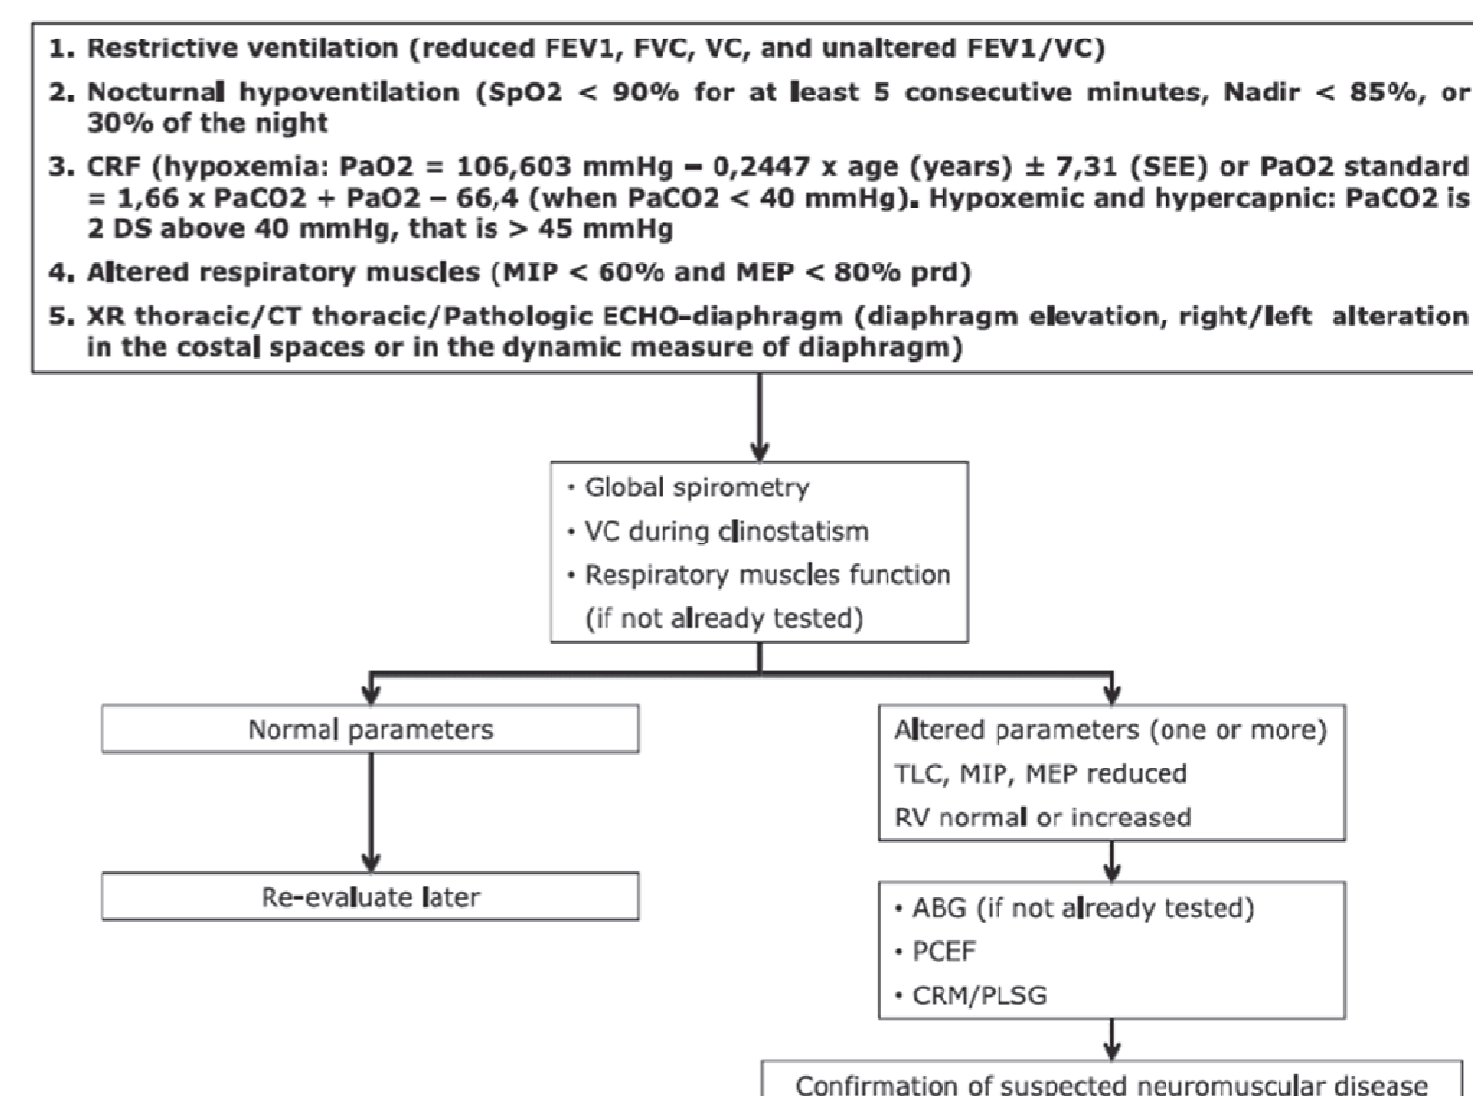 1. Restrictive ventilation (reduced FEV1, FVC, VC, and unaltered FEV1/VC)
2. Nocturnal hypoventilation (SpO2 < 90% for at least 5 consecutive minutes, Nadir < 85%, or
30% of the night
3. CRF (hypoxemia: PaO2 = 106,603 mmHg – 0,2447 x age (years) ± 7,31 (SEE) or PaO2 standard
= 1,66 x PaCO2 + PaO2 – 66,4 (when PaCO2 < 40 mmHg). Hypoxemic and hypercapnic: PaCO2 is
2 DS above 40 mmHg, that is > 45 mmHg
4. Altered respiratory muscles (MIP < 60% and MEP < 80% prd)
5. XR thoracic/CT thoracic/Pathologic ECHO–diaphragm (diaphragm elevation, right/left alteration
in the costal spaces or in the dynamic measure of diaphragm)
• Global spirometry
• VC during clinostatism
• Respiratory muscles function
(if not already tested)
Normal parameters
Re–evaluate later
Altered parameters (one or more)
TLC, MIP, MEP reduced
RV normal or increased
• ABG (if not already tested)
• PCEF
• CRM/PLSG
Confirmation of suspected neuromuscular disease